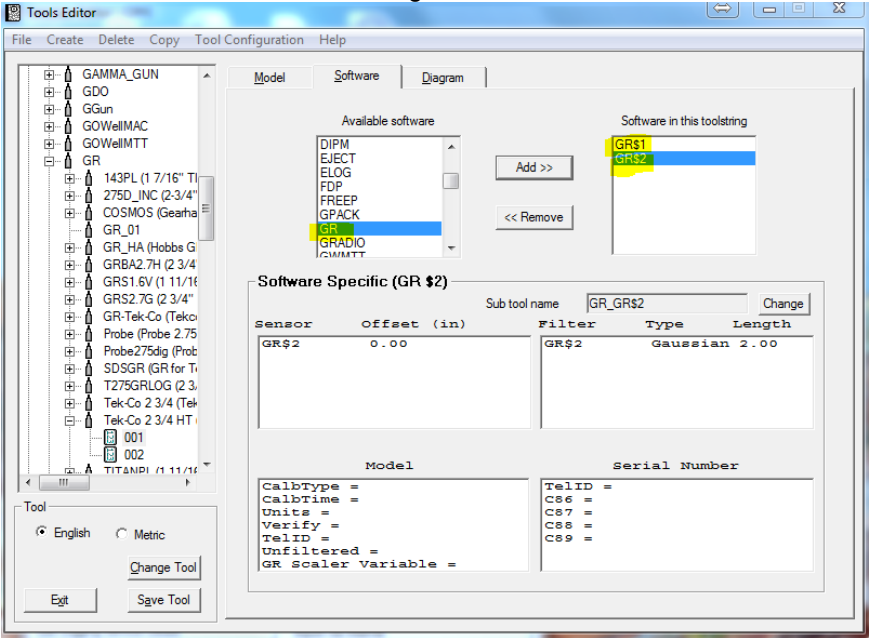 Tools Editor
File Create Delete Copy Tool Configuration Help
GAMMA_GUN
GDO
GGun
GOWellMAC
GOWellMTT
GR
143PL (1 7/16" Tl
275D_INC (2-3/4"
COSMOS (Gearha
GR_01
GR_HA (Hobbs G
GRBA2.7H (2 3/4'
GRS1.6V (1 11/16
GRS2.7G (2 3/4"
GR-Tek-Co (Tekc
Probe (Probe 2.75
Probe275dig (Prob
SDSGR (GR for T
T275GRLOG (2 3
Tek-Co 2 3/4 (Tek
Tek-Co 2 3/4 HT
001
002
TITANPL (1 11/16
Tool
English Metric
Change Tool
Exit Save Tool
Model Software Diagram
Available software
DIPM
EJECT
ELOG
FDP
FREEP
GPACK
GR
GRADIO
GWMTT
Add >>
<< Remove
Software in this toolstring
GR$1
GR$2
Software Specific (GR $2)
Sub tool name GR_GR$2 Change
Sensor Offset (in)
GR$2 0.00
Filter Type Length
GR$2 Gaussian 2.00
Model
CalbType =
CalbTime =
Units =
Verify =
TelID =
Unfiltered =
GR Scaler Variable =
Serial Number
TelID =
C86 =
C87 =
C88 =
C89 =